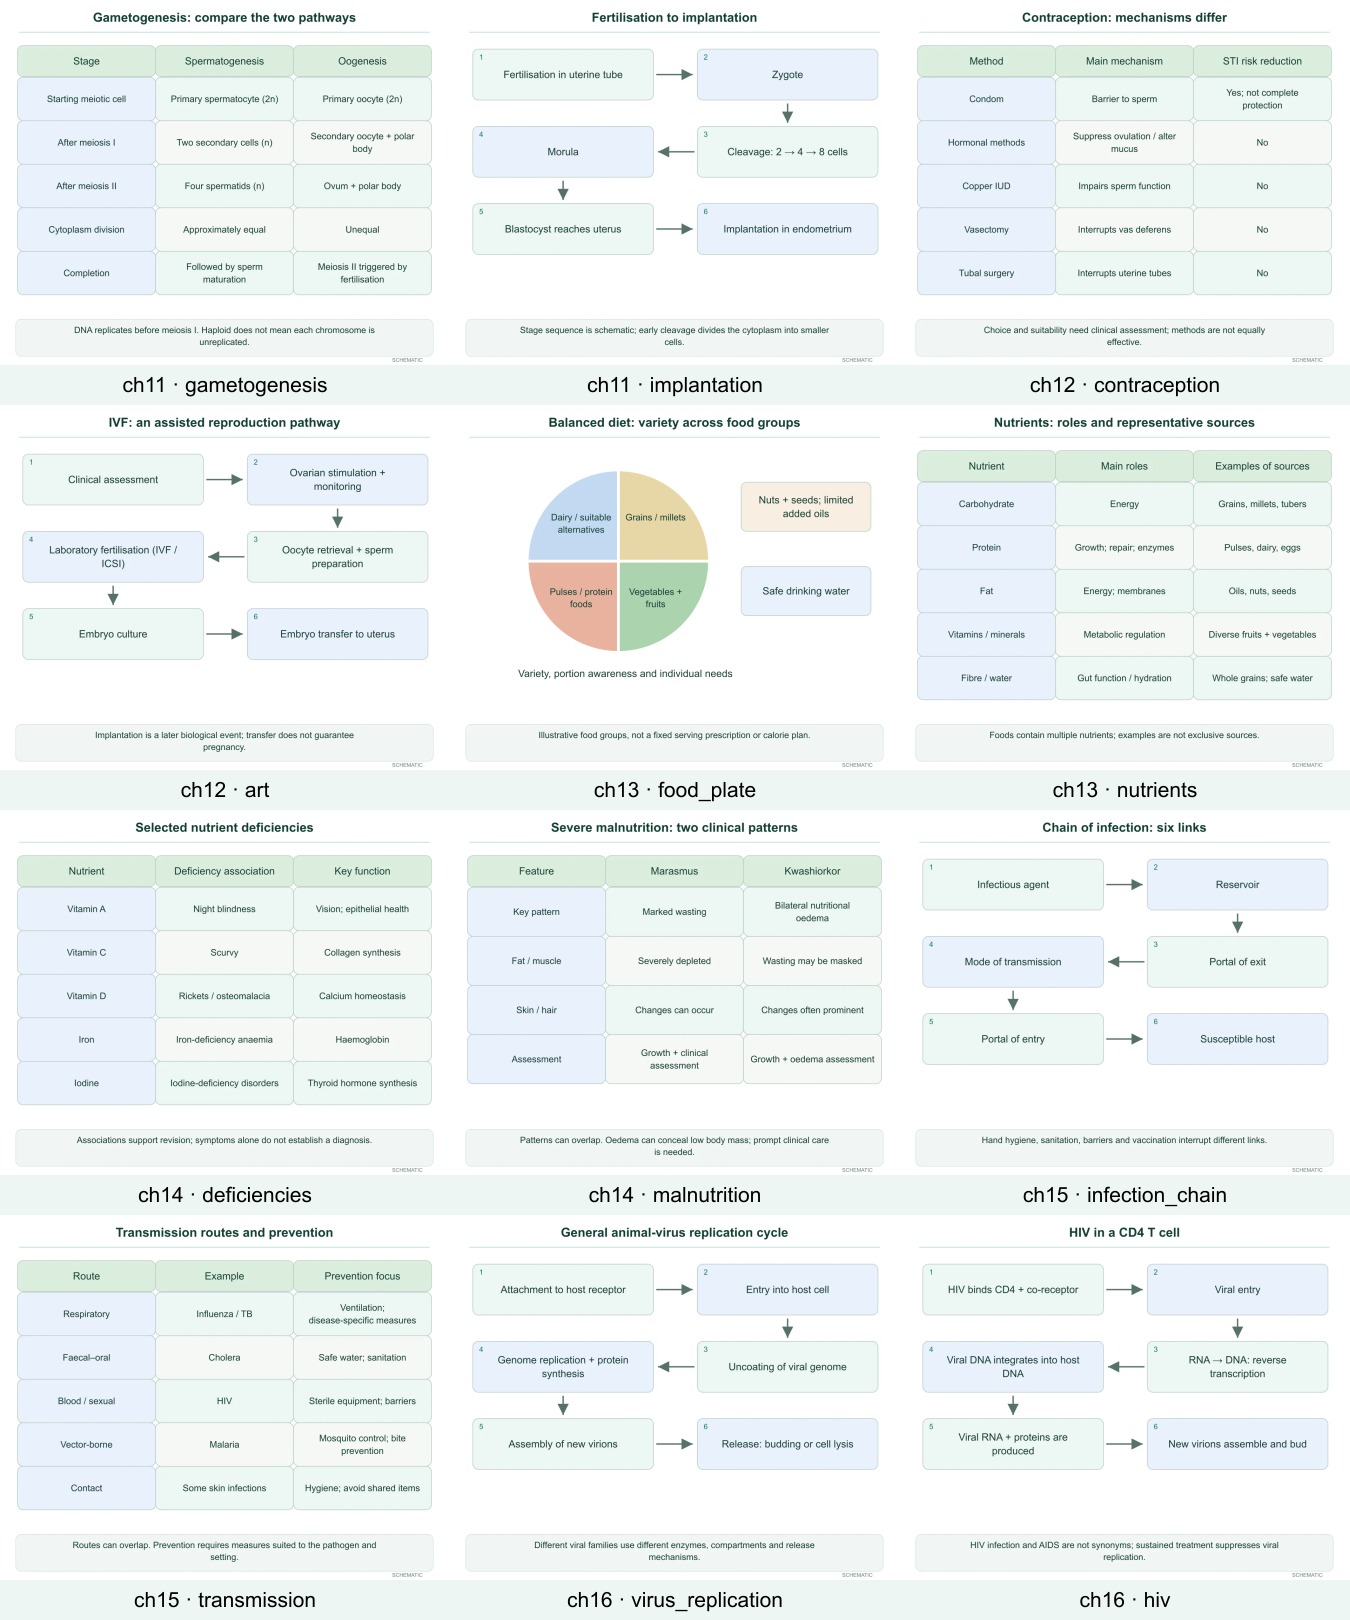 Gametogenesis: compare the two pathways
Stage
Spermatogenesis
Oogenesis
Starting meiotic cell
Primary spermatocyte (2n)
Primary oocyte (2n)
After meiosis I
Two secondary cells (n)
Secondary oocyte + polar
body
After meiosis II
Four spermatids (n)
Ovum + polar body
Cytoplasm division
Approximately equal
Unequal
Completion
Followed by sperm
maturation
Meiosis II triggered by
fertilisation
DNA replicates before meiosis I. Haploid does not mean each chromosome is
unreplicated.
SCHEMATIC
ch11 · gametogenesis
Fertilisation to implantation
1
Fertilisation in uterine tube
2
Zygote
3
Cleavage: 2 → 4 → 8 cells
4
Morula
5
Blastocyst reaches uterus
6
Implantation in endometrium
Stage sequence is schematic; early cleavage divides the cytoplasm into smaller
cells.
SCHEMATIC
ch11 · implantation
Contraception: mechanisms differ
Method
Main mechanism
STI risk reduction
Condom
Barrier to sperm
Yes; not complete
protection
Hormonal methods
Suppress ovulation / alter
mucus
No
Copper IUD
Impairs sperm function
No
Vasectomy
Interrupts vas deferens
No
Tubal surgery
Interrupts uterine tubes
No
Choice and suitability need clinical assessment; methods are not equally
effective.
SCHEMATIC
ch12 · contraception
IVF: an assisted reproduction pathway
1
Clinical assessment
2
Ovarian stimulation +
monitoring
3
Oocyte retrieval + sperm
preparation
4
Laboratory fertilisation (IVF /
ICSI)
5
Embryo culture
6
Embryo transfer to uterus
Implantation is a later biological event; transfer does not guarantee
pregnancy.
SCHEMATIC
ch12 · art
Balanced diet: variety across food groups
Dairy / suitable
alternatives
Grains / millets
Pulses / protein
foods
Vegetables +
fruits
Nuts + seeds; limited
added oils
Safe drinking water
Variety, portion awareness and individual needs
Illustrative food groups, not a fixed serving prescription or calorie plan.
SCHEMATIC
ch13 · food_plate
Nutrients: roles and representative sources
Nutrient
Main roles
Examples of sources
Carbohydrate
Energy
Grains, millets, tubers
Protein
Growth; repair; enzymes
Pulses, dairy, eggs
Fat
Energy; membranes
Oils, nuts, seeds
Vitamins / minerals
Metabolic regulation
Diverse fruits + vegetables
Fibre / water
Gut function / hydration
Whole grains; safe water
Foods contain multiple nutrients; examples are not exclusive sources.
SCHEMATIC
ch13 · nutrients
Selected nutrient deficiencies
Nutrient
Deficiency association
Key function
Vitamin A
Night blindness
Vision; epithelial health
Vitamin C
Scurvy
Collagen synthesis
Vitamin D
Rickets / osteomalacia
Calcium homeostasis
Iron
Iron-deficiency anaemia
Haemoglobin
Iodine
Iodine-deficiency disorders
Thyroid hormone synthesis
Associations support revision; symptoms alone do not establish a diagnosis.
SCHEMATIC
ch14 · deficiencies
Severe malnutrition: two clinical patterns
Feature
Marasmus
Kwashiorkor
Key pattern
Marked wasting
Bilateral nutritional
oedema
Fat / muscle
Severely depleted
Wasting may be masked
Skin / hair
Changes can occur
Changes often prominent
Assessment
Growth + clinical
assessment
Growth + oedema assessment
Patterns can overlap. Oedema can conceal low body mass; prompt clinical care
is needed.
SCHEMATIC
ch14 · malnutrition
Chain of infection: six links
1
Infectious agent
2
Reservoir
3
Portal of exit
4
Mode of transmission
5
Portal of entry
6
Susceptible host
Hand hygiene, sanitation, barriers and vaccination interrupt different links.
SCHEMATIC
ch15 · infection_chain
Transmission routes and prevention
Route
Example
Prevention focus
Respiratory
Influenza / TB
Ventilation;
disease-specific measures
Faecal–oral
Cholera
Safe water; sanitation
Blood / sexual
HIV
Sterile equipment; barriers
Vector-borne
Malaria
Mosquito control; bite
prevention
Contact
Some skin infections
Hygiene; avoid shared items
Routes can overlap. Prevention requires measures suited to the pathogen and
setting.
SCHEMATIC
ch15 · transmission
General animal-virus replication cycle
1
Attachment to host receptor
2
Entry into host cell
3
Uncoating of viral genome
4
Genome replication + protein
synthesis
5
Assembly of new virions
6
Release: budding or cell lysis
Different viral families use different enzymes, compartments and release
mechanisms.
SCHEMATIC
ch16 · virus_replication
HIV in a CD4 T cell
1
HIV binds CD4 + co-receptor
2
Viral entry
3
RNA → DNA: reverse
transcription
4
Viral DNA integrates into host
DNA
5
Viral RNA + proteins are
produced
6
New virions assemble and bud
HIV infection and AIDS are not synonyms; sustained treatment suppresses viral
replication.
SCHEMATIC
ch16 · hiv